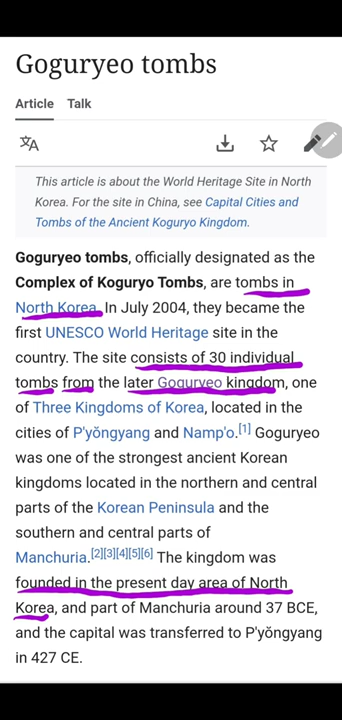 Goguryeo tombs
Article Talk
This article is about the World Heritage Site in North
Korea. For the site in China, see Capital Cities and
Tombs of the Ancient Koguryo Kingdom.
Goguryeo tombs, officially designated as the
Complex of Koguryo Tombs, are tombs in
North Korea. In July 2004, they became the
first UNESCO World Heritage site in the
country. The site consists of 30 individual
tombs from the later Goguryeo kingdom, one
of Three Kingdoms of Korea, located in the
cities of P'yŏngyang and Namp'o.[1] Goguryeo
was one of the strongest ancient Korean
kingdoms located in the northern and central
parts of the Korean Peninsula and the
southern and central parts of
Manchuria.[2][3][4][5][6] The kingdom was
founded in the present day area of North
Korea, and part of Manchuria around 37 BCE,
and the capital was transferred to P'yŏngyang
in 427 CE.